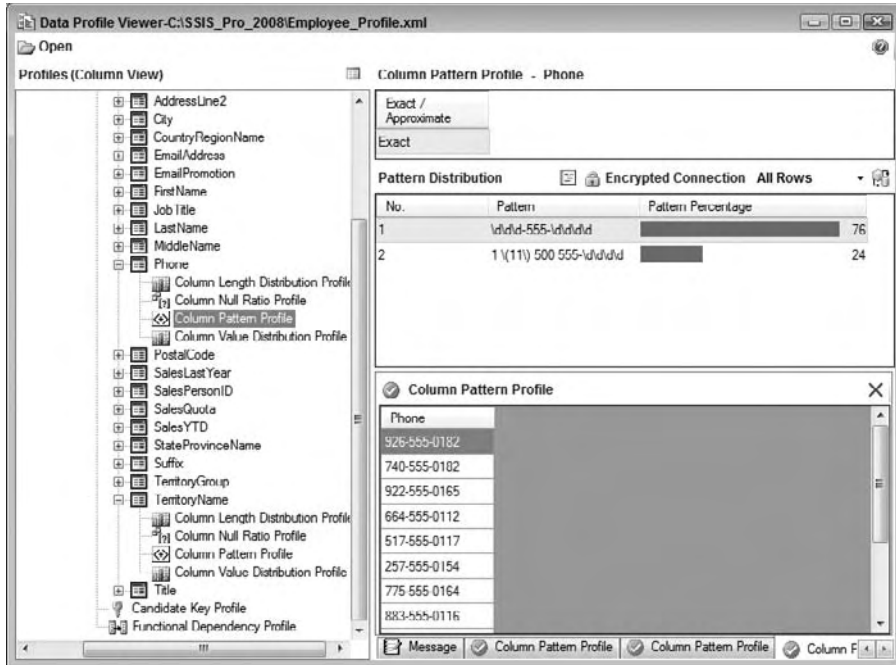 Data Profile Viewer-C:\SSIS_Pro_2008\Employee_Profile.xml
Open
Profiles (Column View)
AddressLine2
City
CountryRegionName
EmailAddress
EmailPromotion
FirstName
Job Title
LastName
MiddleName
Phone
Column Length Distribution Profile
Column Null Ratio Profile
Column Pattern Profile
Column Value Distribution Profile
PostalCode
SalesLastYear
SalesPersonID
SalesQuota
SalesYTD
StateProvinceName
Suffix
TerritoryGroup
TerritoryName
Column Length Distribution Profile
Column Null Ratio Profile
Column Pattern Profile
Column Value Distribution Profile
Title
Candidate Key Profile
Functional Dependency Profile
Column Pattern Profile - Phone
Exact /
Approximate
Exact
Pattern Distribution Encrypted Connection All Rows
No. Pattern Pattern Percentage
1 \d\d\d-555-\d\d\d\d 76
2 1 \(11\) 500 555-\d\d\d\d 24
Column Pattern Profile
Phone
926-555-0182
740-555-0182
922-555-0165
664-555-0112
517-555-0117
257-555-0154
775 555-0164
883-555-0116
Message Column Pattern Profile Column Pattern Profile Column F